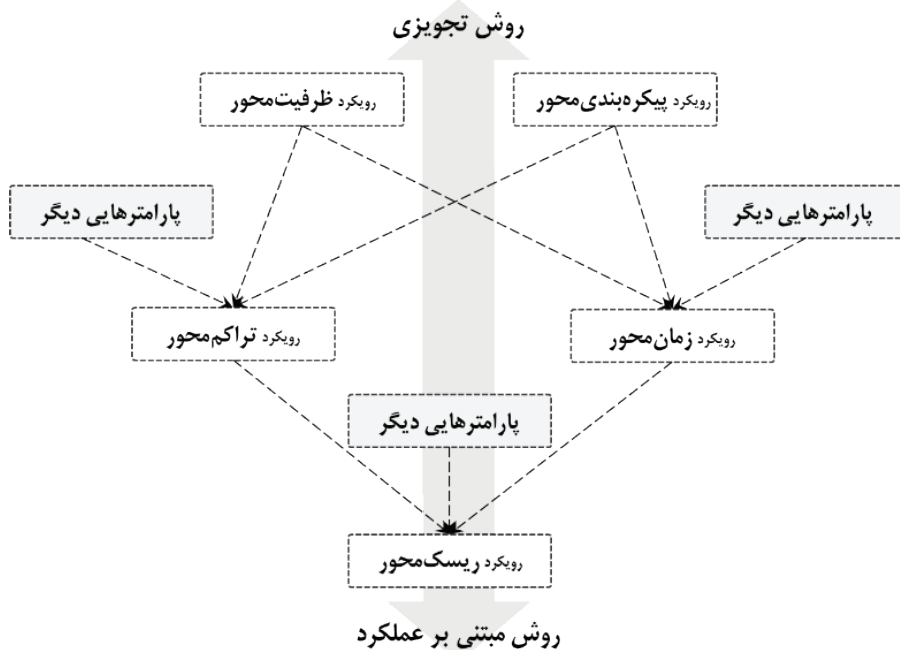 روش تجویزی
رویکرد پیکره‌بندی‌محور
رویکرد ظرفیت‌محور
پارامترهایی دیگر
پارامترهایی دیگر
رویکرد زمان‌محور
رویکرد تراکم‌محور
پارامترهایی دیگر
رویکرد ریسک‌محور
روش مبتنی بر عملکرد